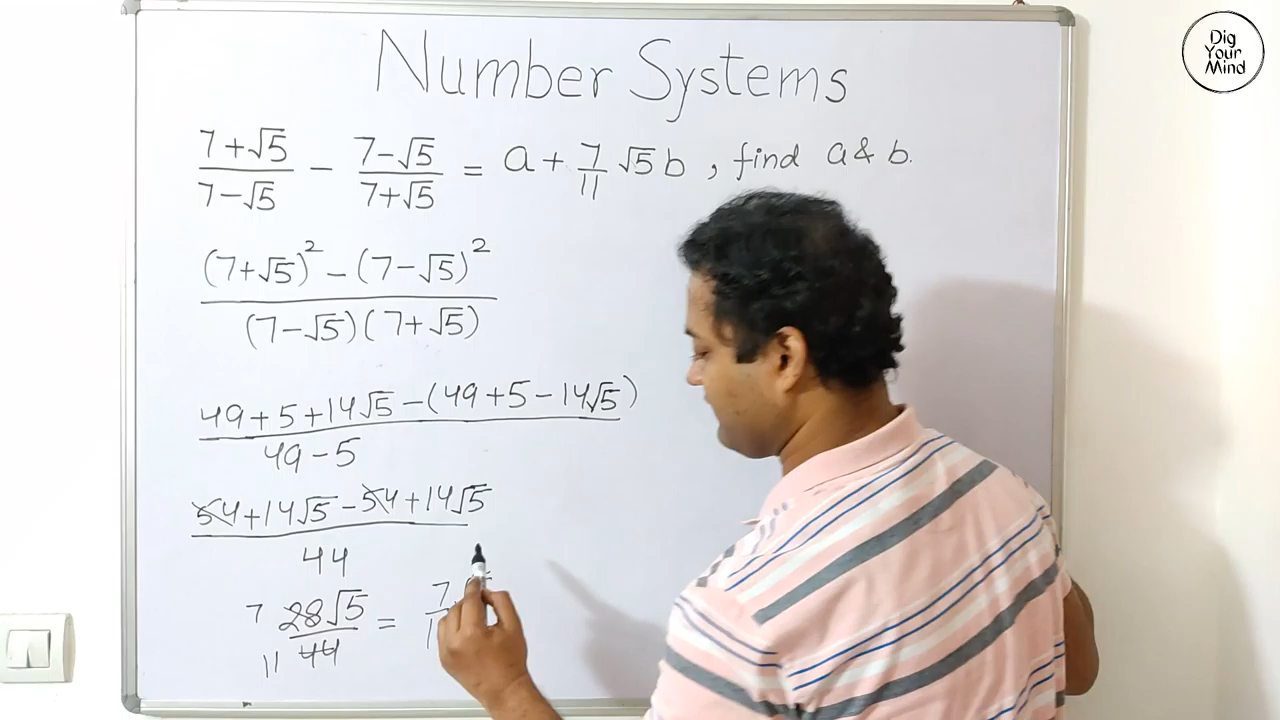 Dig
Your
Mind
Number Systems
7+√5 / 7-√5 - 7-√5 / 7+√5 = a + 7/11 √5 b , find a & b.
(7+√5)² - (7-√5)² / (7-√5)(7+√5)
49+5+14√5-(49+5-14√5) / 49-5
54+14√5-54+14√5 / 44
7 28√5 / 11 44 = 7